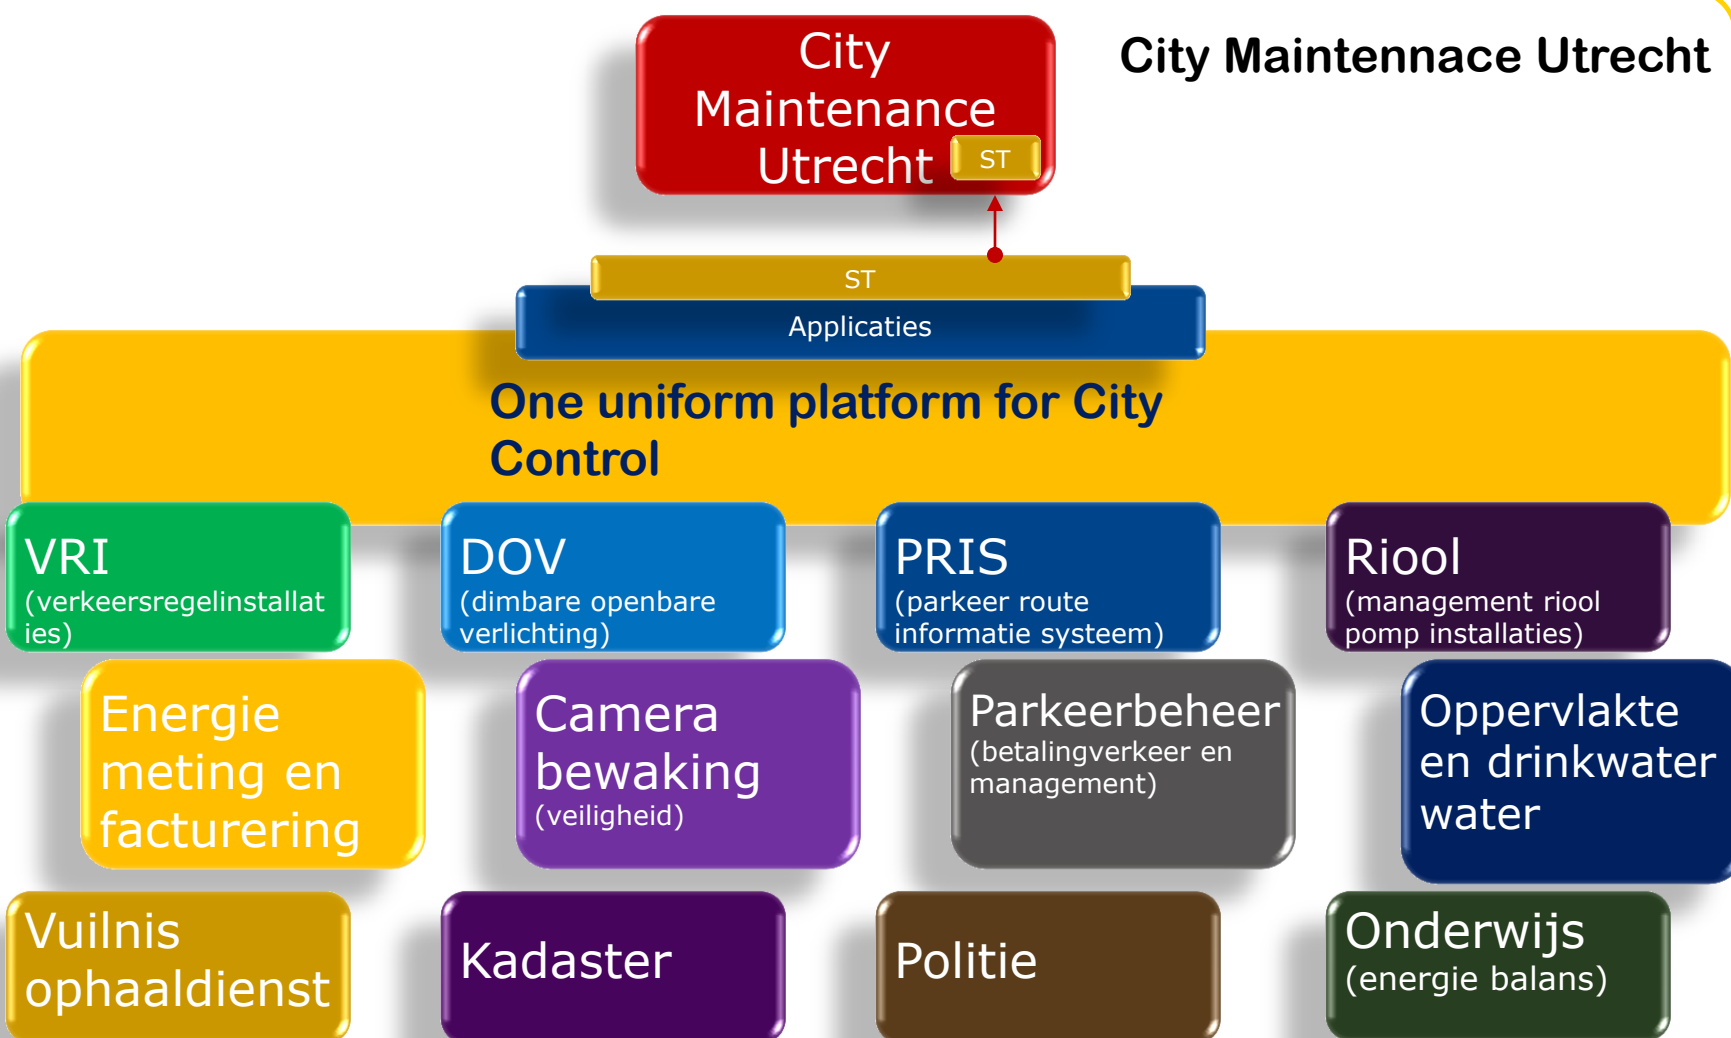 City
Maintenance
Utrecht
ST
City Maintennace Utrecht
ST
Applicaties
One uniform platform for City
Control
VRI
(verkeersregelinstallat
ies)
DOV
(dimbare openbare
verlichting)
PRIS
(parkeer route
informatie systeem)
Riool
(management riool
pomp installaties)
Energie
meting en
facturering
Camera
bewaking
(veiligheid)
Parkeerbeheer
(betalingverkeer en
management)
Oppervlakte
en drinkwater
water
Vuilnis
ophaaldienst
Kadaster
Politie
Onderwijs
(energie balans)